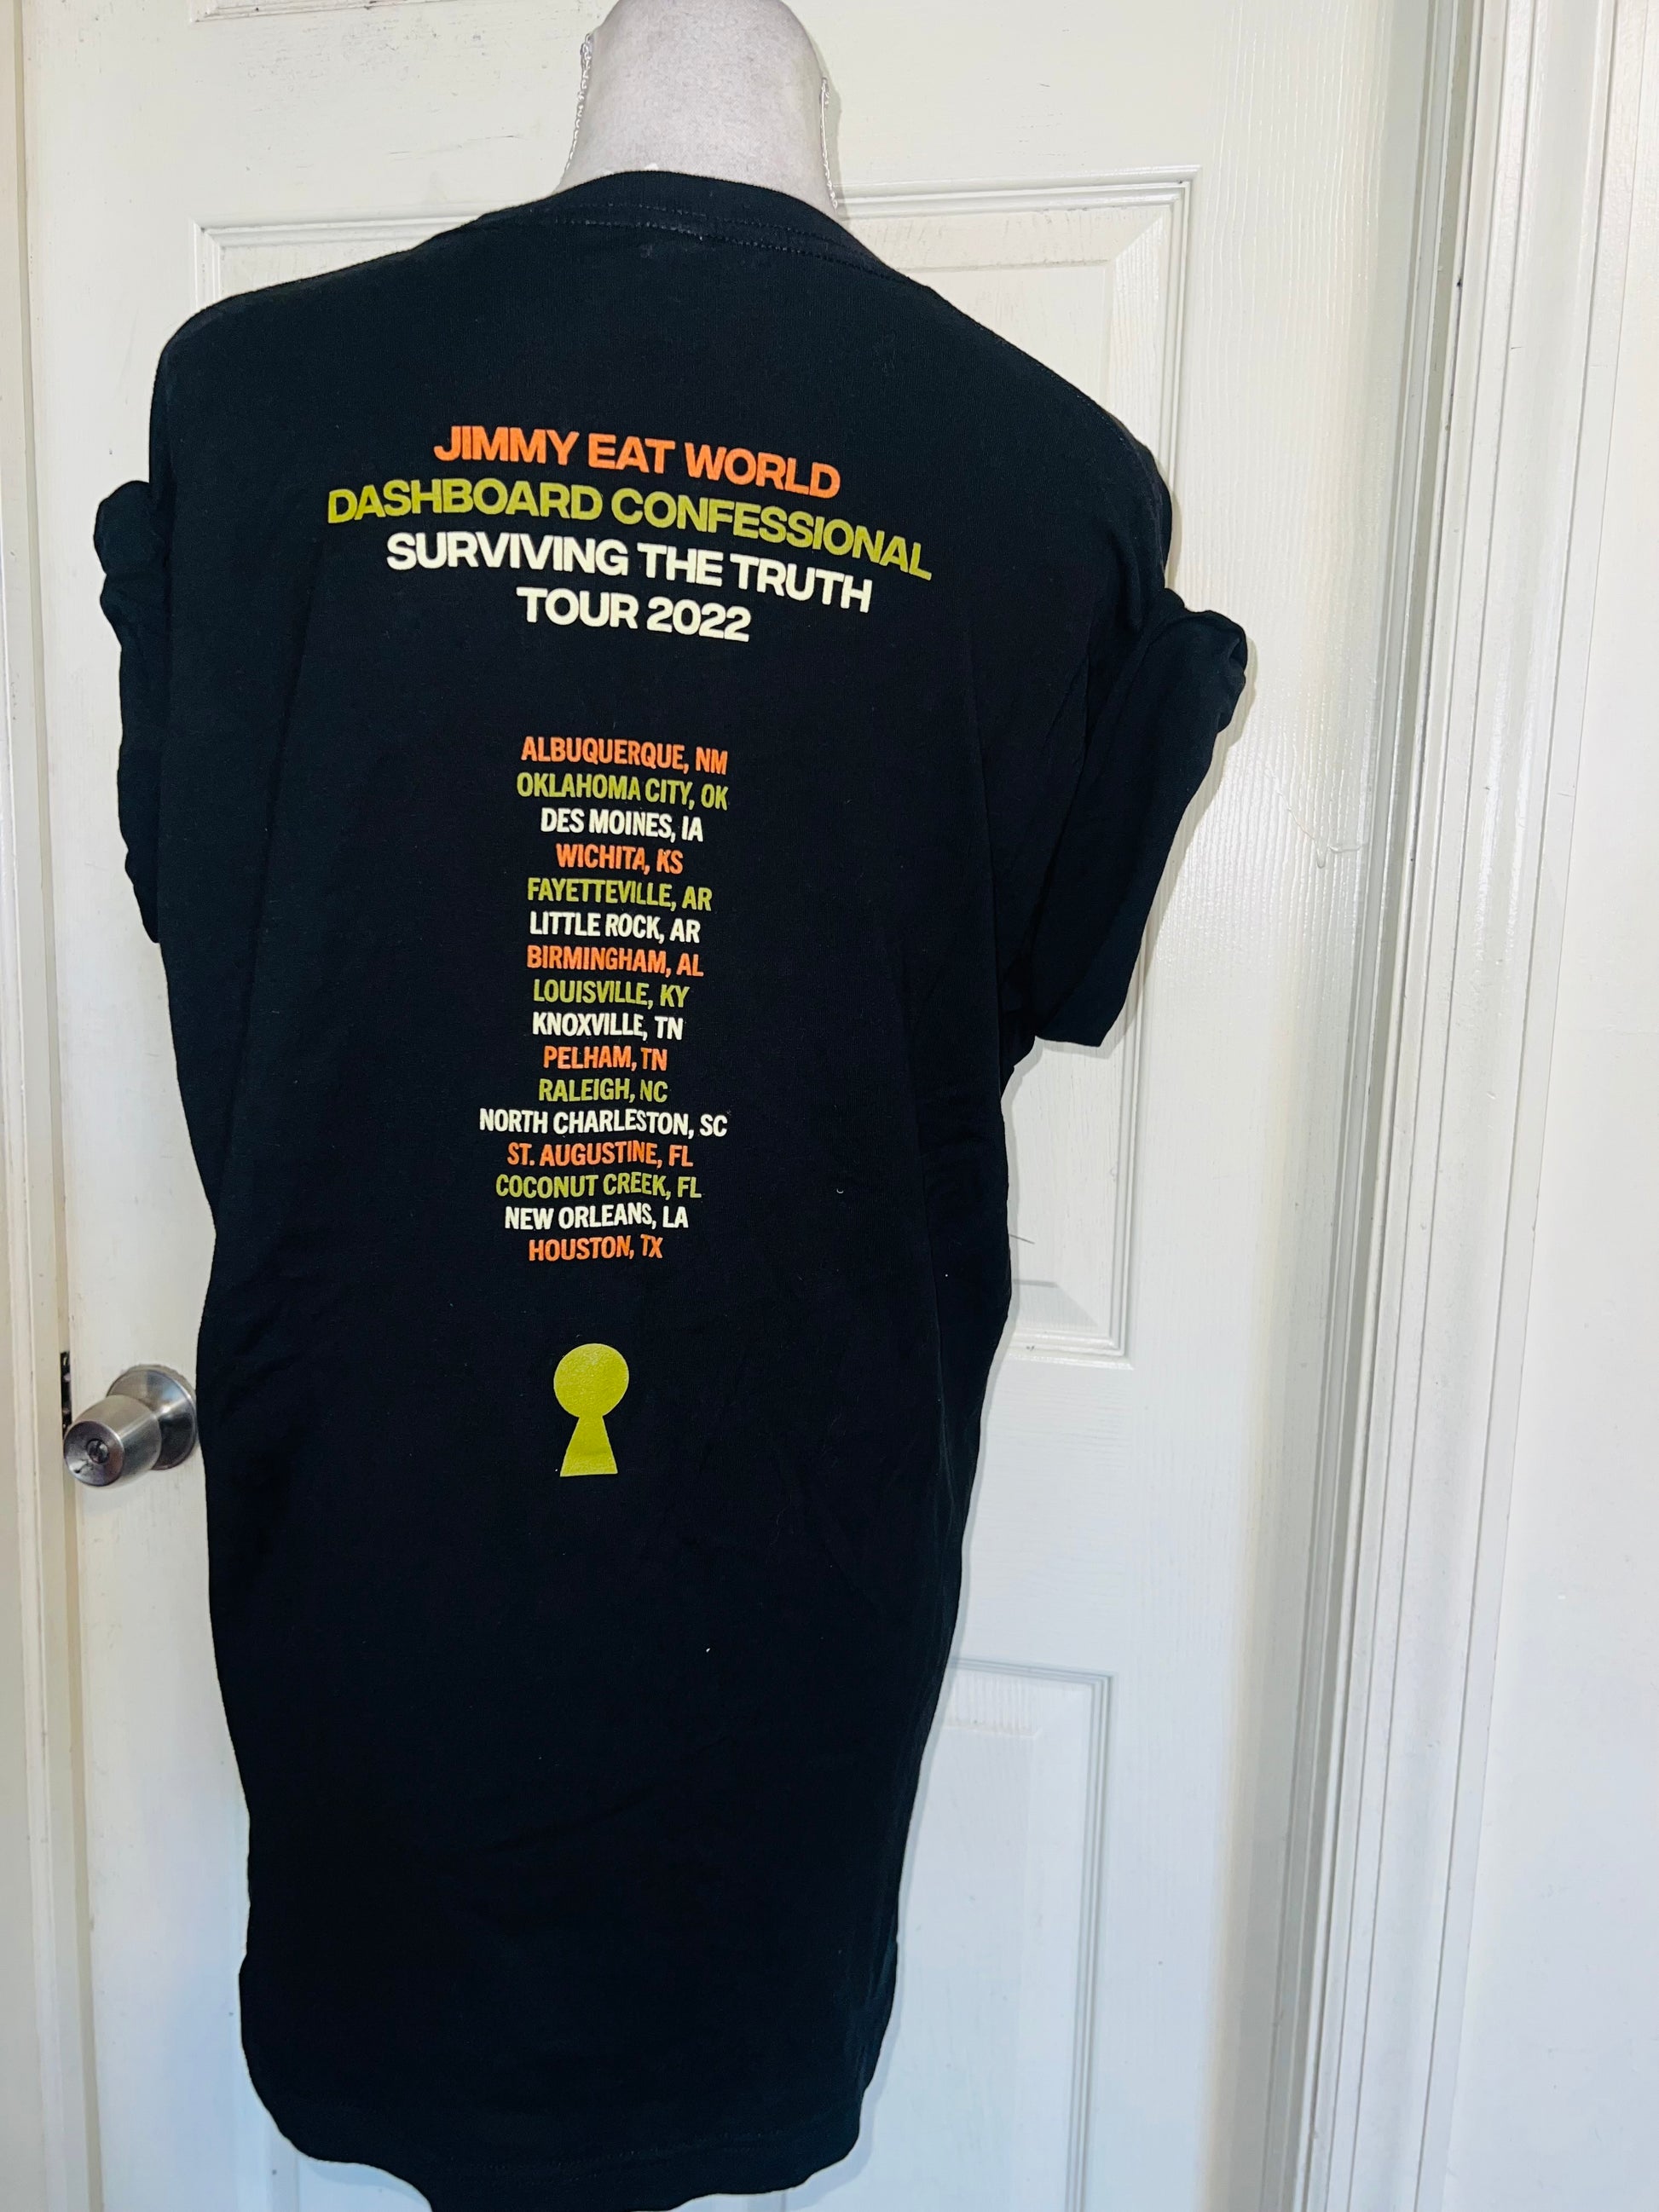 JIMMY EAT WORLD
DASHBOARD CONFESSIONAL
SURVIVING THE TRUTH
TOUR 2022
ALBUQUERQUE, NM
OKLAHOMA CITY, OK
DES MOINES, IA
WICHITA, KS
FAYETTEVILLE, AR
LITTLE ROCK, AR
BIRMINGHAM, AL
LOUISVILLE, KY
KNOXVILLE, TN
PELHAM, TN
RALEIGH, NC
NORTH CHARLESTON, SC
ST. AUGUSTINE, FL
COCONUT CREEK, FL
NEW ORLEANS, LA
HOUSTON, TX